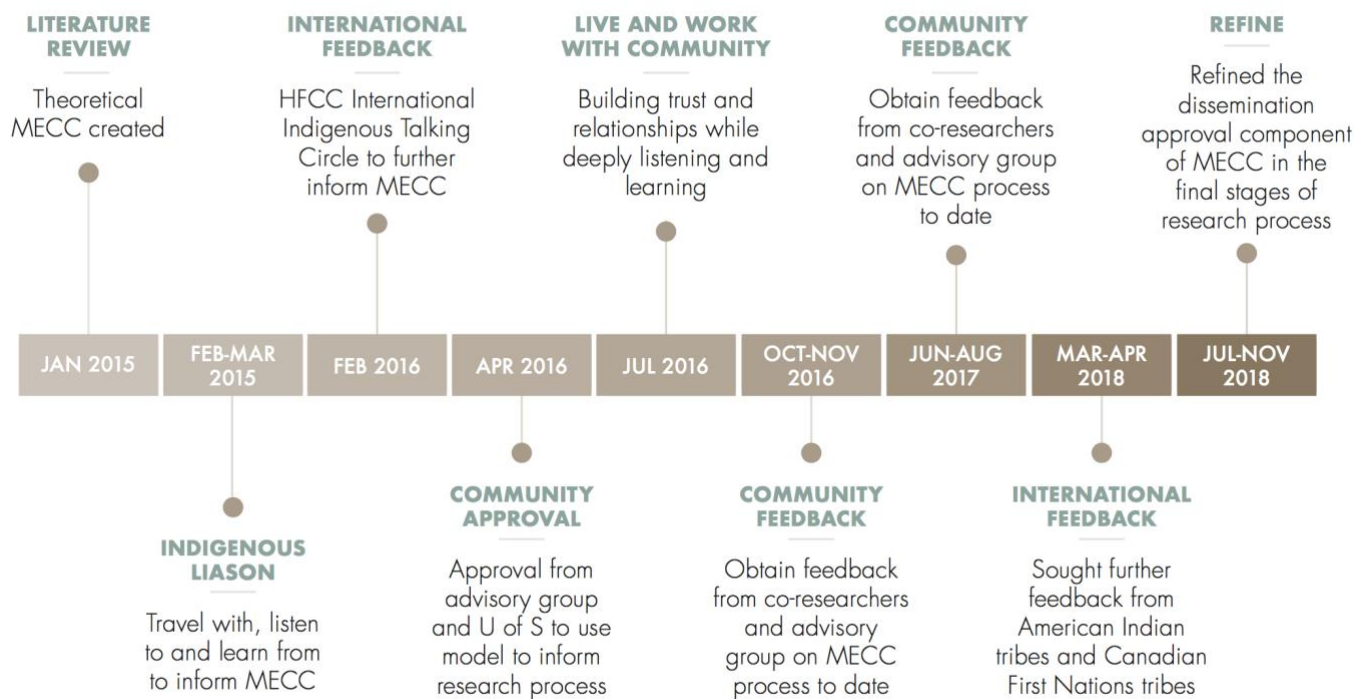 LITERATURE
REVIEW
Theoretical
MECC created
INTERNATIONAL
FEEDBACK
HFCC International
Indigenous Talking
Circle to further
inform MECC
LIVE AND WORK
WITH COMMUNITY
Building trust and
relationships while
deeply listening and
learning
COMMUNITY
FEEDBACK
Obtain feedback
from co-researchers
and advisory group
on MECC process
to date
REFINE
Refined the
dissemination
approval component
of MECC in the
final stages of
research process
JAN 2015
FEB-MAR
2015
FEB 2016
APR 2016
JUL 2016
OCT-NOV
2016
JUN-AUG
2017
MAR-APR
2018
JUL-NOV
2018
INDIGENOUS
LIASON
Travel with, listen
to and learn from
to inform MECC
COMMUNITY
APPROVAL
Approval from
advisory group
and U of S to use
model to inform
research process
COMMUNITY
FEEDBACK
Obtain feedback
from co-researchers
and advisory
group on MECC
process to date
INTERNATIONAL
FEEDBACK
Sought further
feedback from
American Indian
tribes and Canadian
First Nations tribes